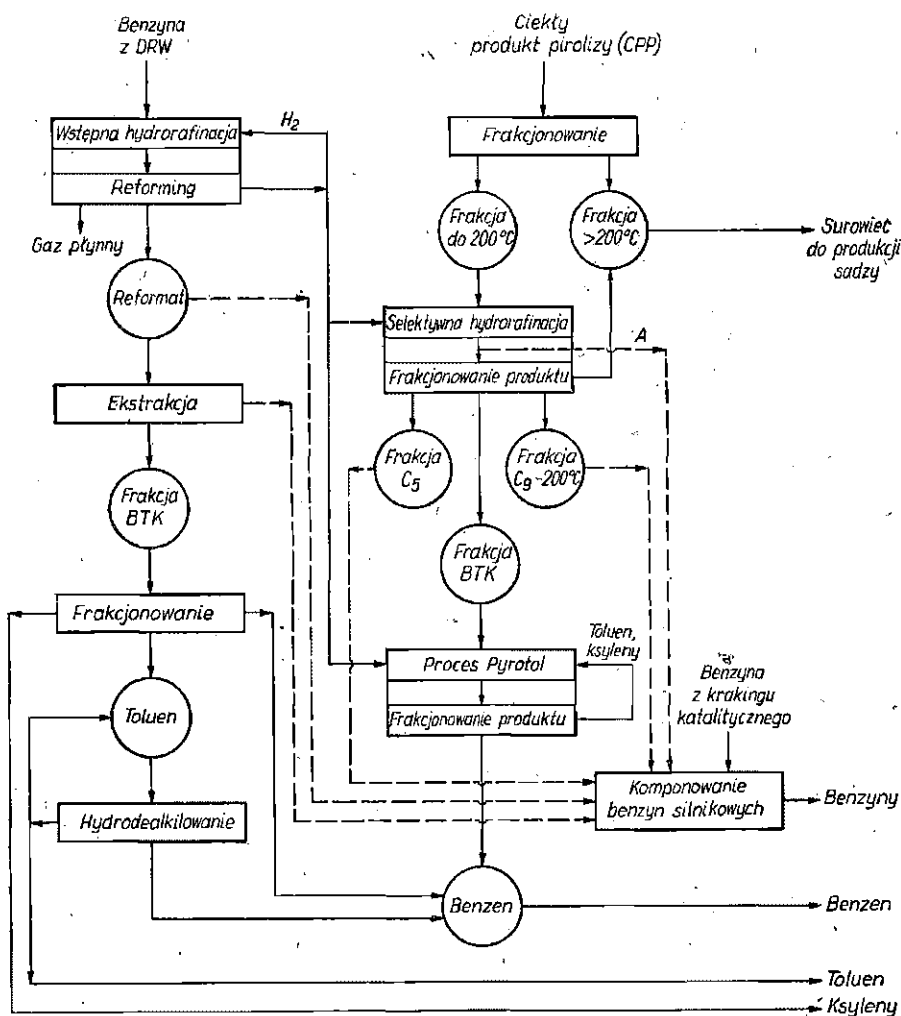 Benzyna
z DRW
Ciekły
produkt pirolizy (CPP)
Wstępna hydrorafinacja
H2
Frakcjonowanie
Reforming
Gaz płynny
Frakcja
do 200°C
Frakcja
>200°C
Surowiec
do produkcji
sadzy
Reformat
Selektywna hydrorafinacja
A
Frakcjonowanie produktu
Ekstrakcja
Frakcja
C5
Frakcja
C9-200°C
Frakcja
BTK
Frakcja
BTK
Frakcjonowanie
Toluen,
ksyleny
Proces Pyrotol
Benzyna
z krakingu
katalitycznego
Toluen
Frakcjonowanie produktu
Komponowanie
benzyn silnikowych
Benzyny
Hydrodealkilowanie
Benzen
Benzen
Toluen
Ksyleny